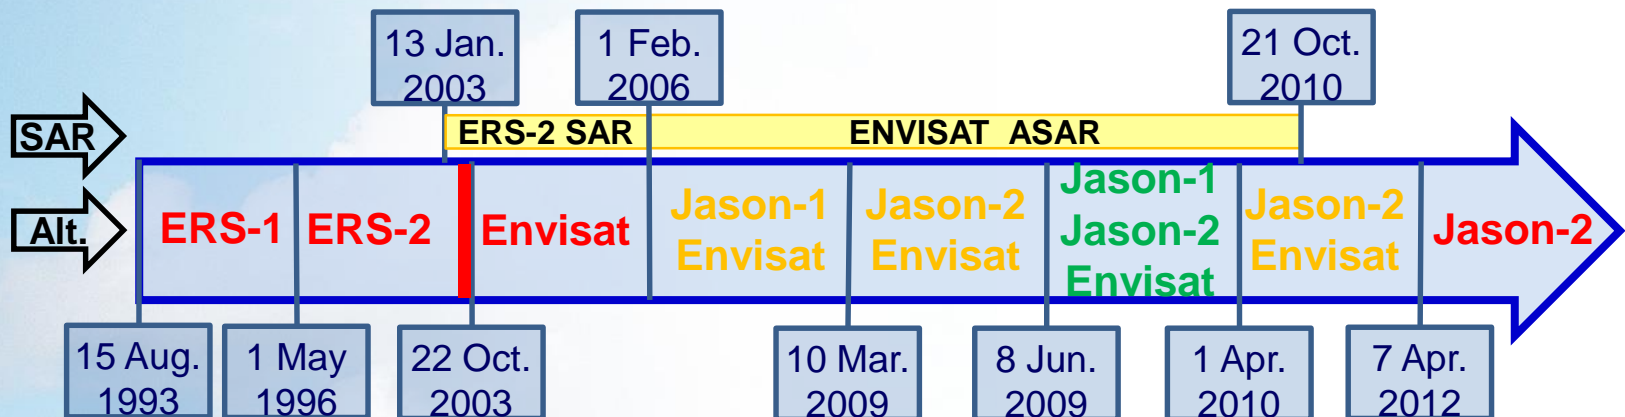 13 Jan.
2003
1 Feb.
2006
21 Oct.
2010
SAR
ERS-2 SAR
ENVISAT ASAR
Alt.
ERS-1
ERS-2
Envisat
Jason-1
Envisat
Jason-2
Envisat
Jason-1
Jason-2
Envisat
Jason-2
Envisat
Jason-2
15 Aug.
1993
1 May
1996
22 Oct.
2003
10 Mar.
2009
8 Jun.
2009
1 Apr.
2010
7 Apr.
2012